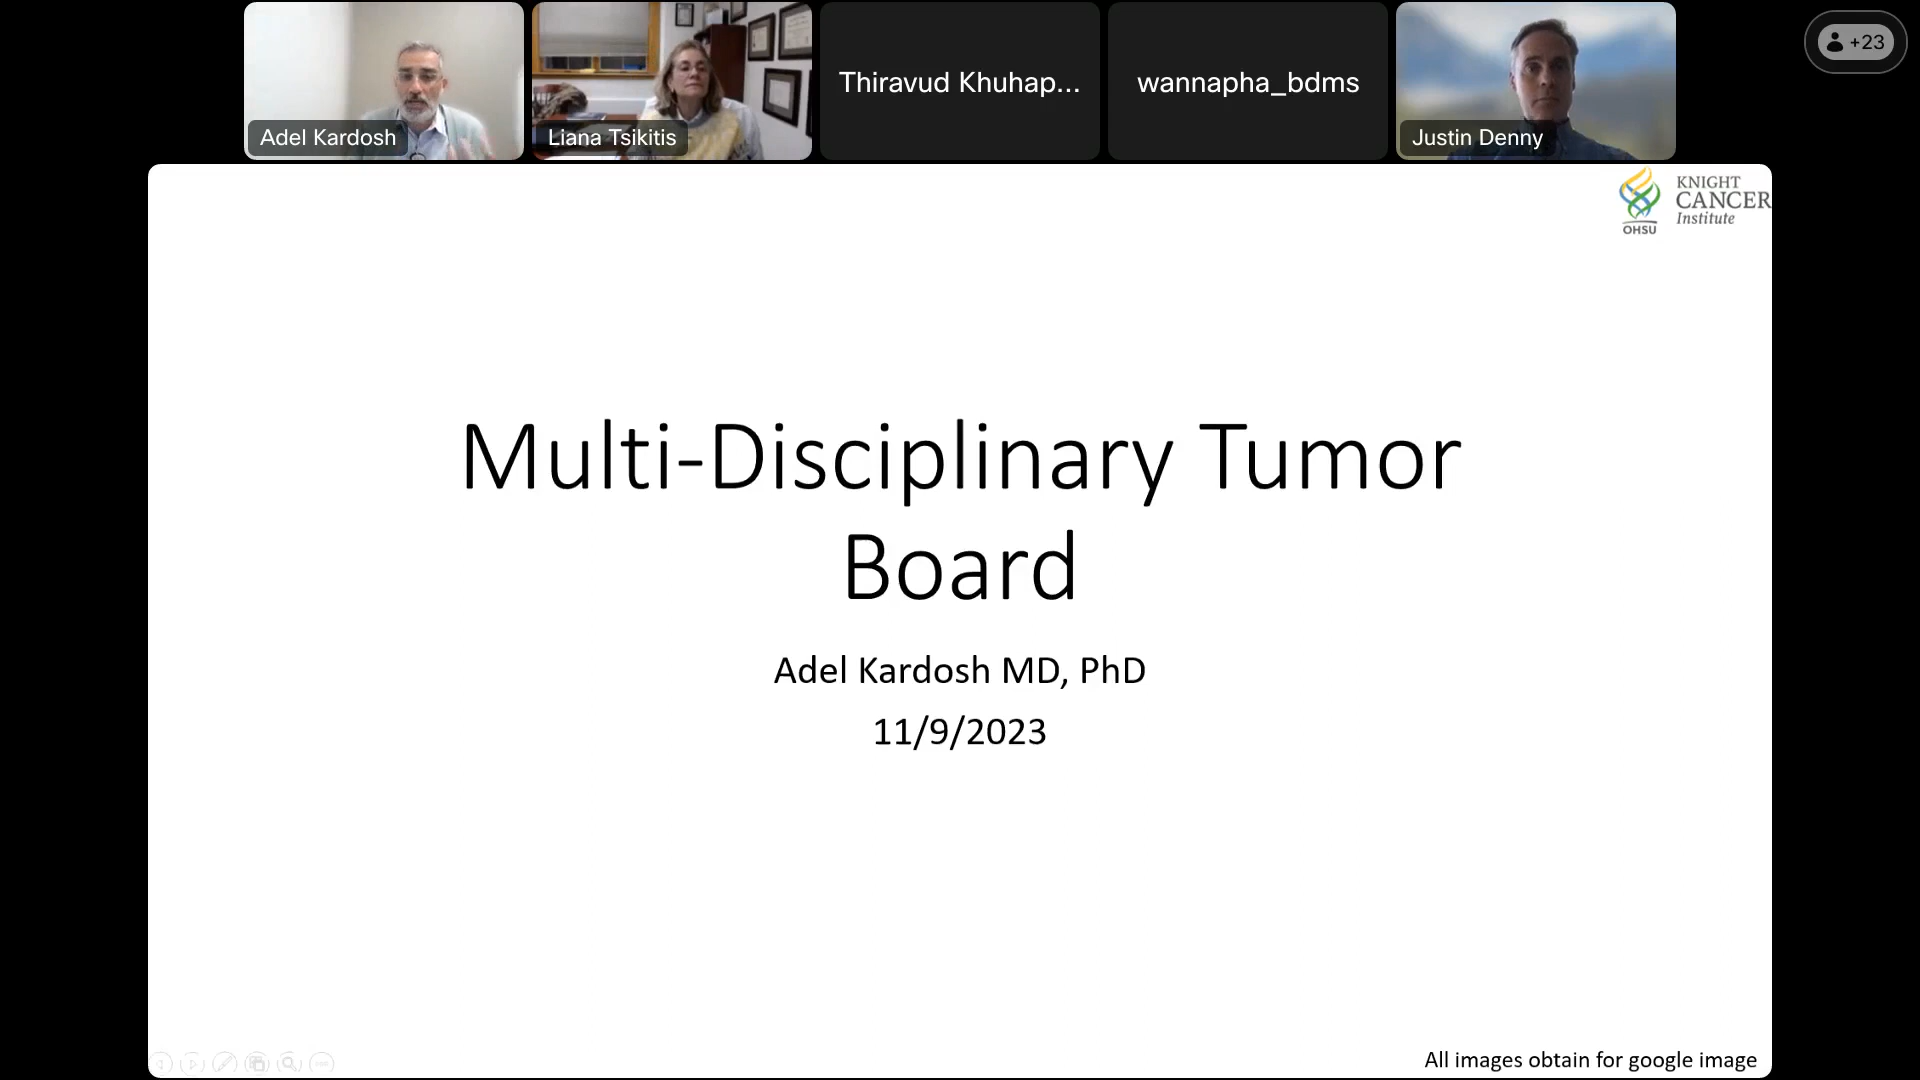 Adel Kardosh
Liana Tsikitis
Thiravud Khuhap...
wannapha_bdms
Justin Denny
+23
KNIGHT
CANCER
Institute
OHSU
Multi-Disciplinary Tumor
Board
Adel Kardosh MD, PhD
11/9/2023
All images obtain for google image